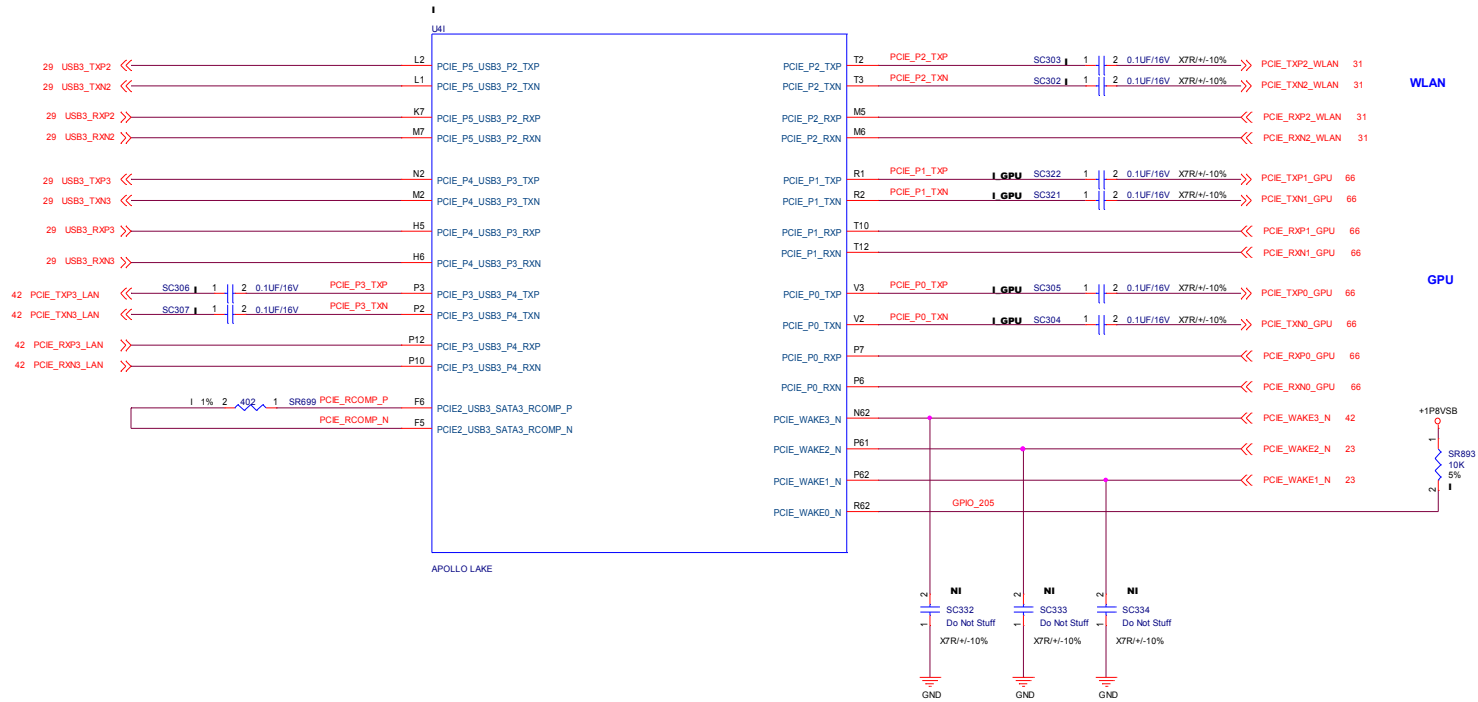 I
U4I
29 USB3_TXP2 L2 PCIE_P5_USB3_P2_TXP
29 USB3_TXN2 L1 PCIE_P5_USB3_P2_TXN
29 USB3_RXP2 K7 PCIE_P5_USB3_P2_RXP
29 USB3_RXN2 M7 PCIE_P5_USB3_P2_RXN
29 USB3_TXP3 N2 PCIE_P4_USB3_P3_TXP
29 USB3_TXN3 M2 PCIE_P4_USB3_P3_TXN
29 USB3_RXP3 H5 PCIE_P4_USB3_P3_RXP
29 USB3_RXN3 H6 PCIE_P4_USB3_P3_RXN
42 PCIE_TXP3_LAN SC306 I 1 2 0.1UF/16V PCIE_P3_TXP P3 PCIE_P3_USB3_P4_TXP
42 PCIE_TXN3_LAN SC307 I 1 2 0.1UF/16V PCIE_P3_TXN P2 PCIE_P3_USB3_P4_TXN
42 PCIE_RXP3_LAN P12 PCIE_P3_USB3_P4_RXP
42 PCIE_RXN3_LAN P10 PCIE_P3_USB3_P4_RXN
I 1% 2 402 1 SR699 PCIE_RCOMP_P F6 PCIE2_USB3_SATA3_RCOMP_P
PCIE_RCOMP_N F5 PCIE2_USB3_SATA3_RCOMP_N
APOLLO LAKE
PCIE_P2_TXP T2 PCIE_P2_TXP SC303 I 1 2 0.1UF/16V X7R/+/-10% PCIE_TXP2_WLAN 31
PCIE_P2_TXN T3 PCIE_P2_TXN SC302 I 1 2 0.1UF/16V X7R/+/-10% PCIE_TXN2_WLAN 31
WLAN
PCIE_P2_RXP M5 PCIE_RXP2_WLAN 31
PCIE_P2_RXN M6 PCIE_RXN2_WLAN 31
PCIE_P1_TXP R1 PCIE_P1_TXP I GPU SC322 1 2 0.1UF/16V X7R/+/-10% PCIE_TXP1_GPU 66
PCIE_P1_TXN R2 PCIE_P1_TXN I GPU SC321 1 2 0.1UF/16V X7R/+/-10% PCIE_TXN1_GPU 66
PCIE_P1_RXP T10 PCIE_RXP1_GPU 66
PCIE_P1_RXN T12 PCIE_RXN1_GPU 66
GPU
PCIE_P0_TXP V3 PCIE_P0_TXP I GPU SC305 1 2 0.1UF/16V X7R/+/-10% PCIE_TXP0_GPU 66
PCIE_P0_TXN V2 PCIE_P0_TXN I GPU SC304 1 2 0.1UF/16V X7R/+/-10% PCIE_TXN0_GPU 66
PCIE_P0_RXP P7 PCIE_RXP0_GPU 66
PCIE_P0_RXN P6 PCIE_RXN0_GPU 66
PCIE_WAKE3_N N62 PCIE_WAKE3_N 42
PCIE_WAKE2_N P61 PCIE_WAKE2_N 23
PCIE_WAKE1_N P62 PCIE_WAKE1_N 23
PCIE_WAKE0_N R62 GPIO_205
+1P8VSB
1
SR893
10K
5%
2 I
2 NI 2 NI 2 NI
SC332 SC333 SC334
1 Do Not Stuff 1 Do Not Stuff 1 Do Not Stuff
X7R/+/-10% X7R/+/-10% X7R/+/-10%
GND GND GND